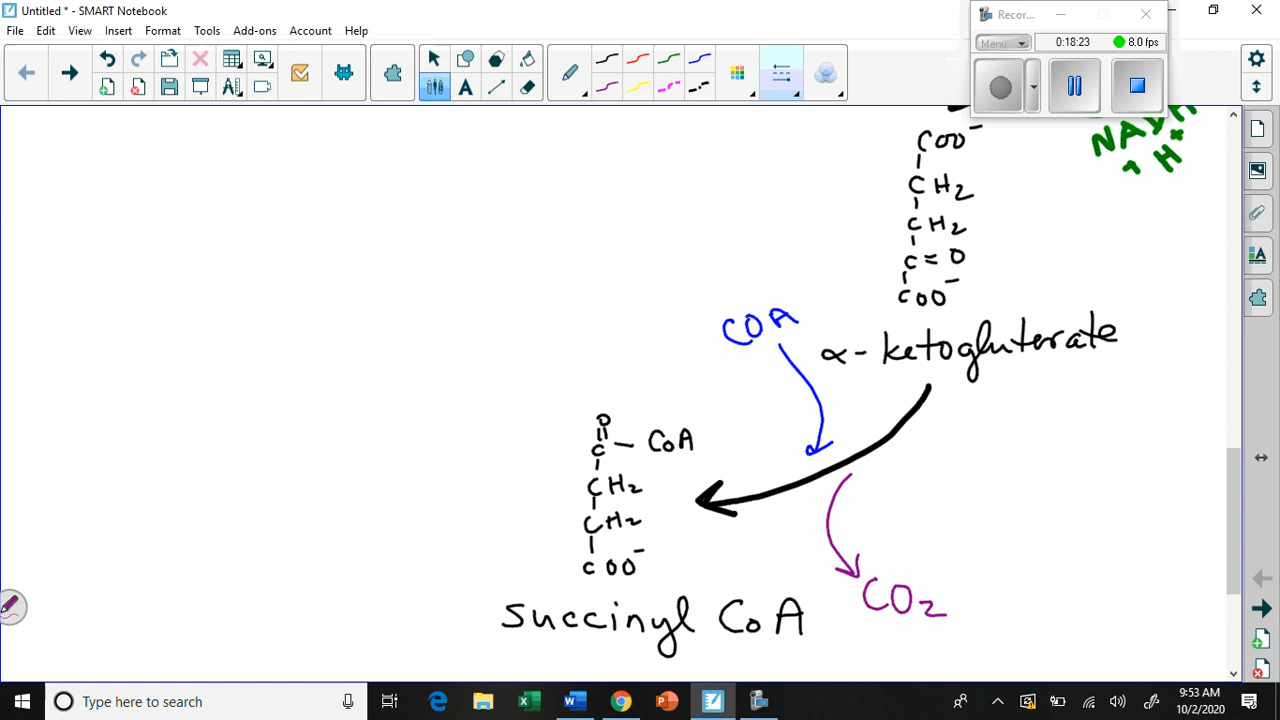 Untitled * - SMART Notebook
File Edit View Insert Format Tools Add-ons Account Help
Recor...
Menu
0:18:23 8.0 fps
NADH
+ H+
COO-
CH2
CH2
C=O
COO-
α-ketogluterate
COA
O
C - CoA
CH2
CH2
COO-
succinyl CoA
CO2
Type here to search
9:53 AM
10/2/2020